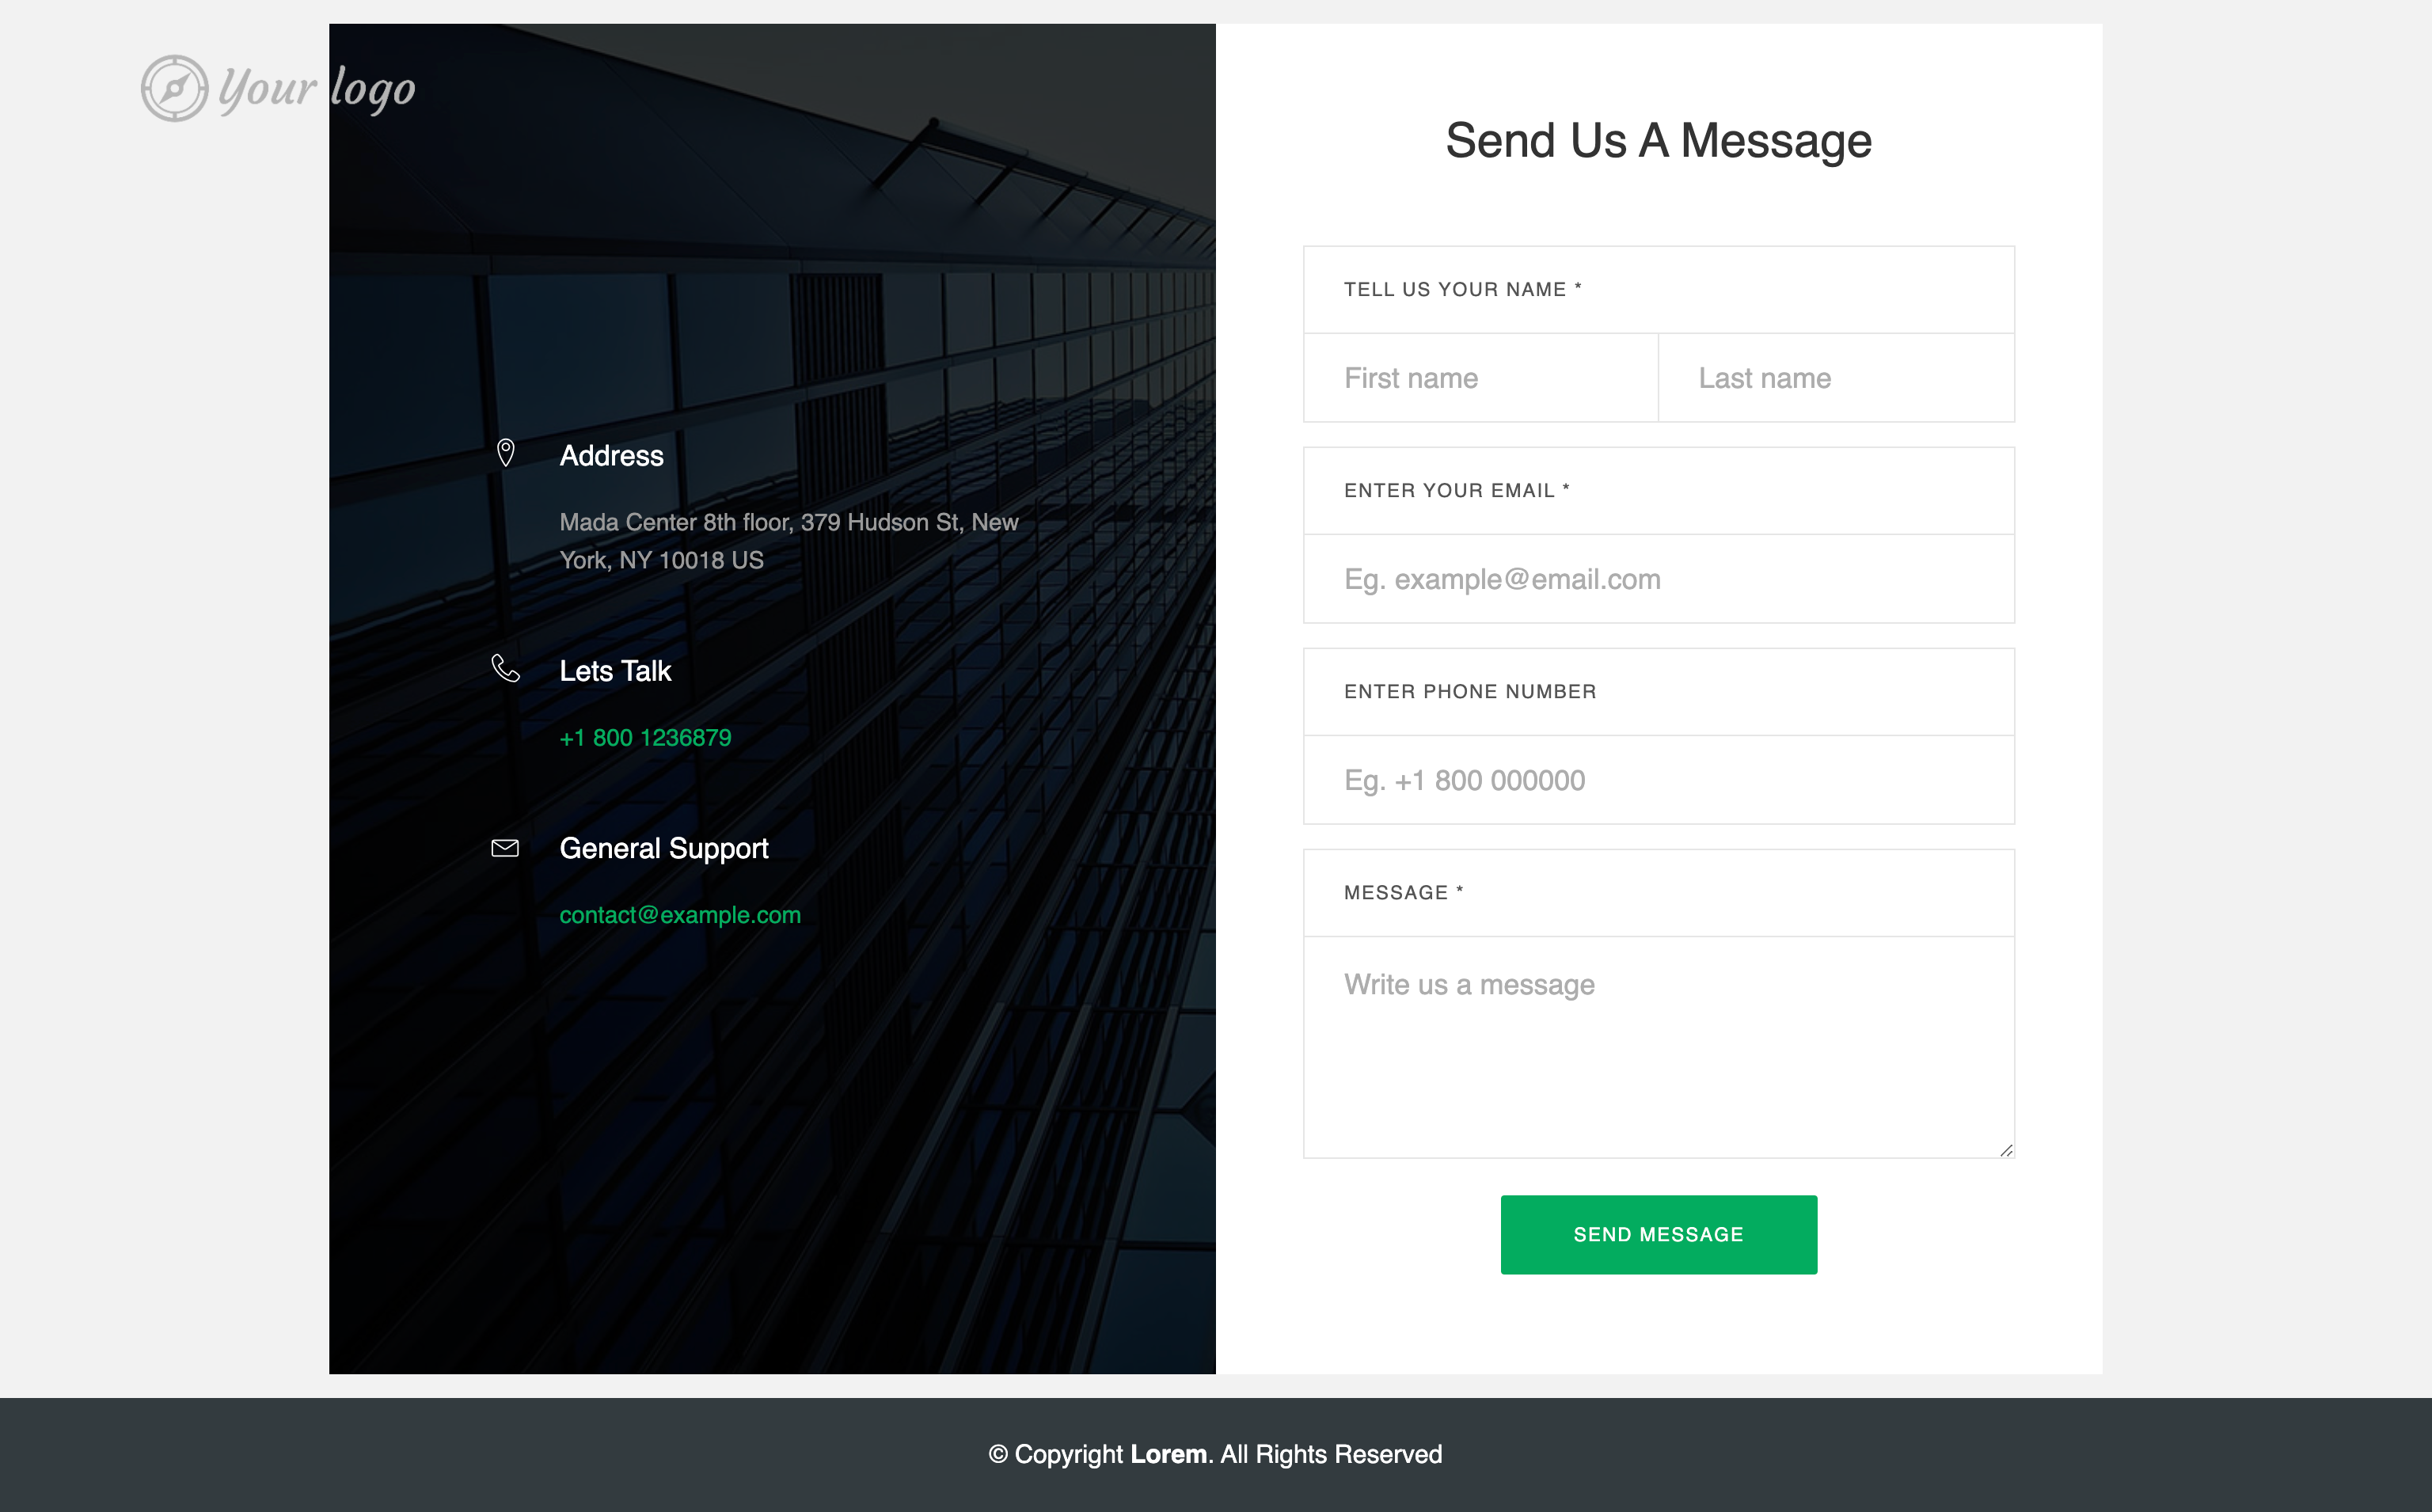 Your logo
Send Us A Message
TELL US YOUR NAME *
First name
Last name
Address
Mada Center 8th floor, 379 Hudson St, New
York, NY 10018 US
ENTER YOUR EMAIL *
Eg. example@email.com
Lets Talk
+1 800 1236879
ENTER PHONE NUMBER
Eg. +1 800 000000
General Support
contact@example.com
MESSAGE *
Write us a message
SEND MESSAGE
© Copyright Lorem. All Rights Reserved